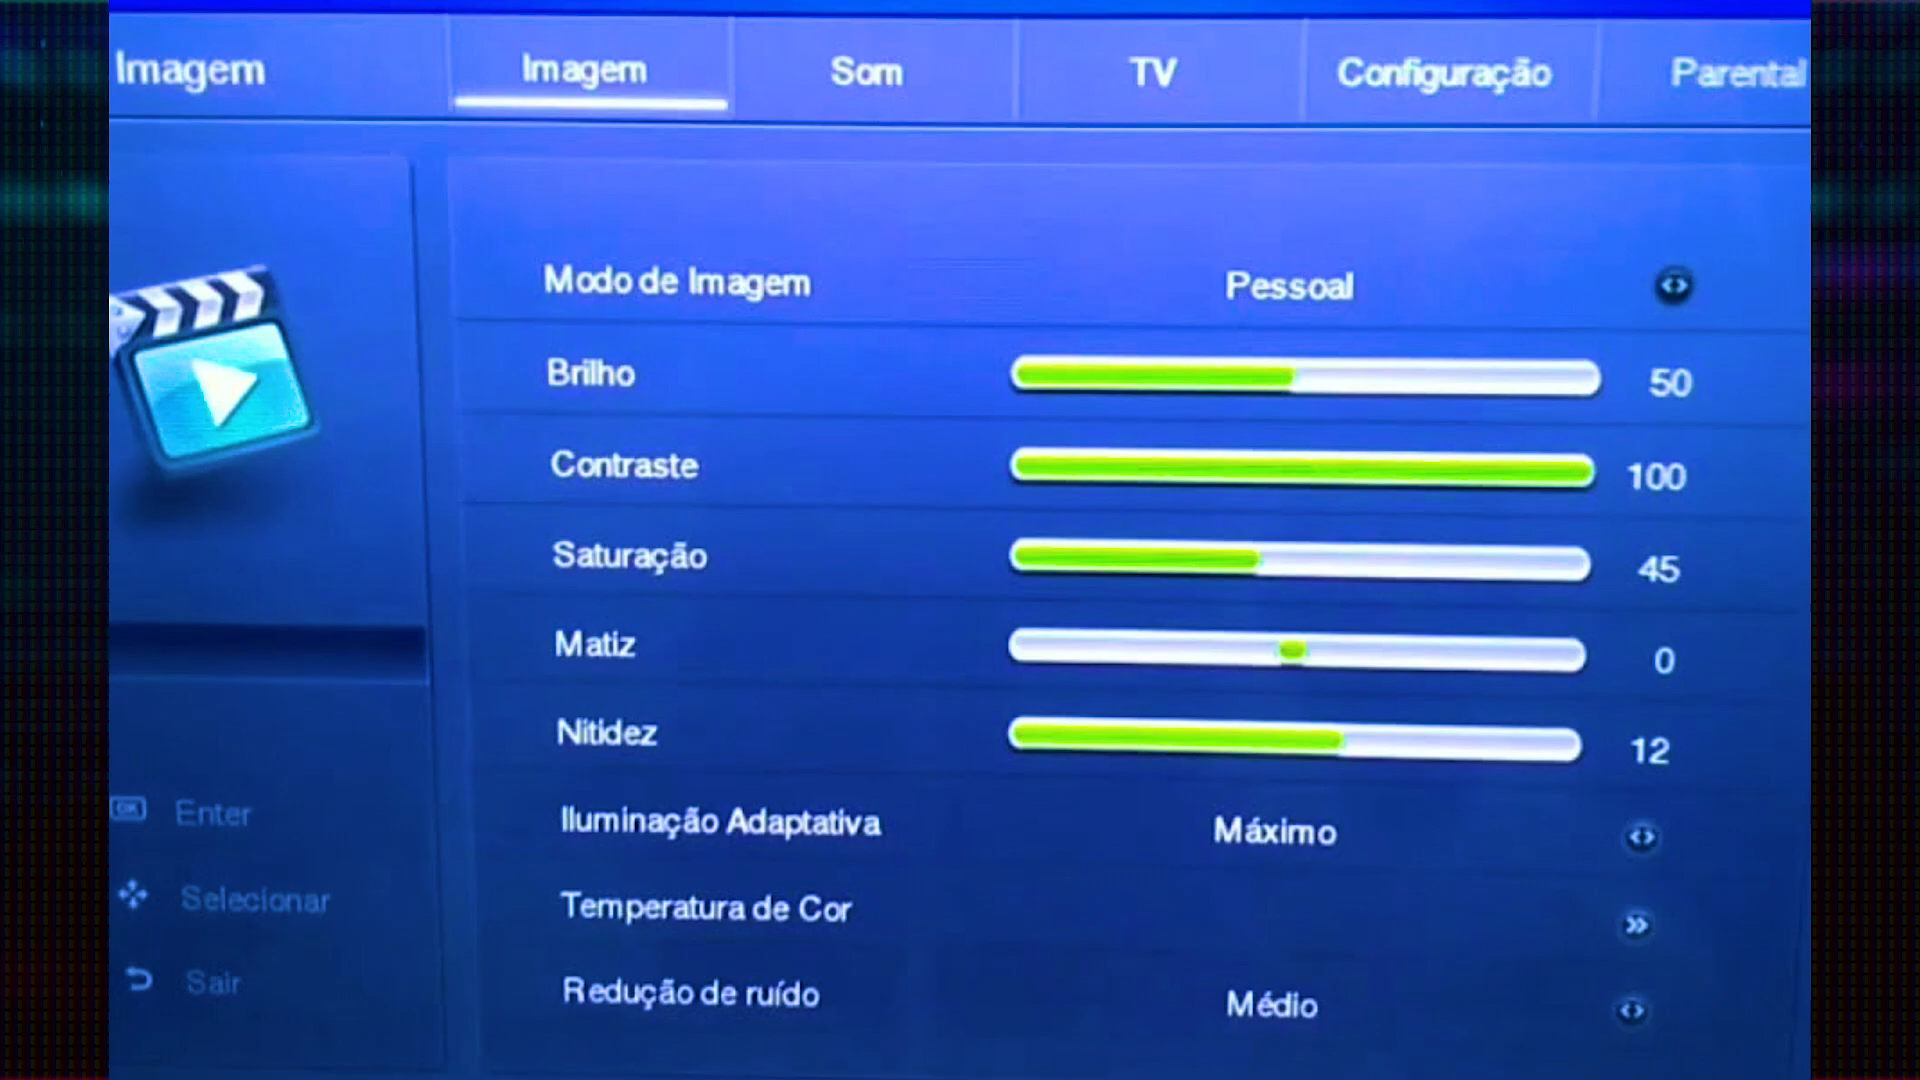 Imagem Imagem Som TV Configuração Parental
Modo de Imagem Pessoal
Brilho 50
Contraste 100
Saturação 45
Matiz 0
Nitidez 12
Iluminação Adaptativa Máximo
Temperatura de Cor
Redução de ruído Médio
OK Enter
Selecionar
Sair